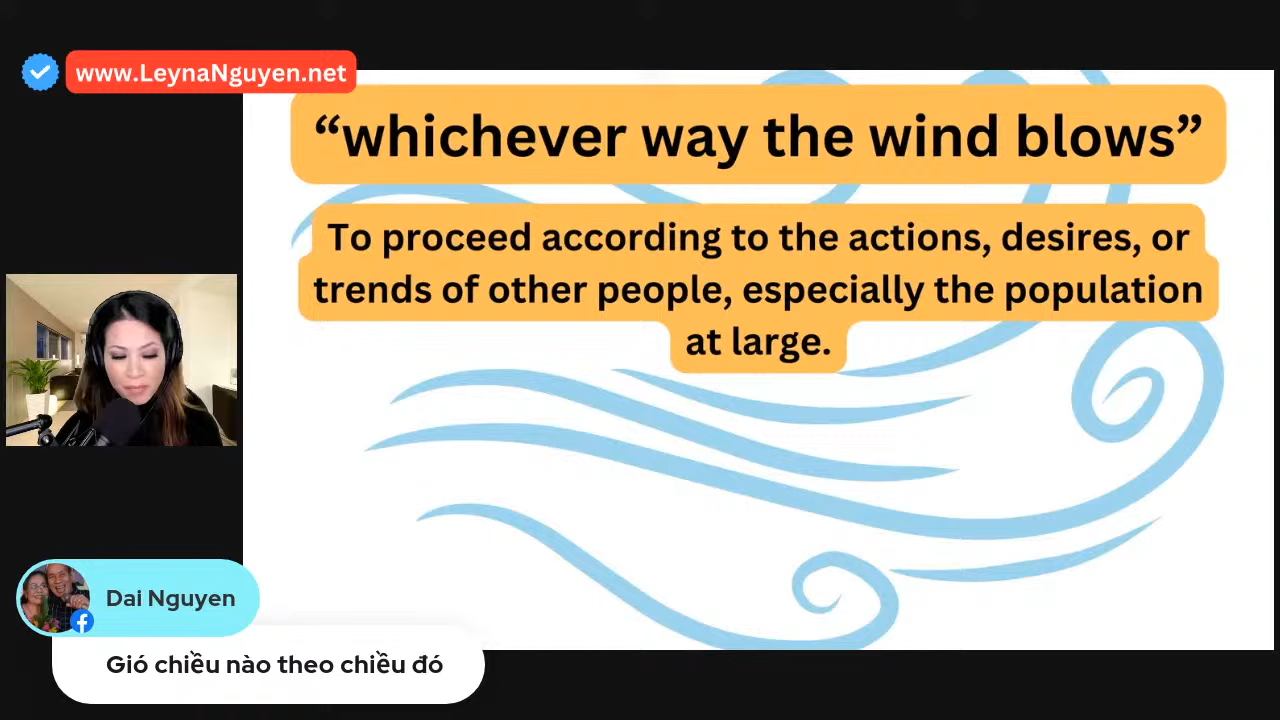 www.LeynaNguyen.net
“whichever way the wind blows”
To proceed according to the actions, desires, or
trends of other people, especially the population
at large.
Dai Nguyen
Gió chiều nào theo chiều đó